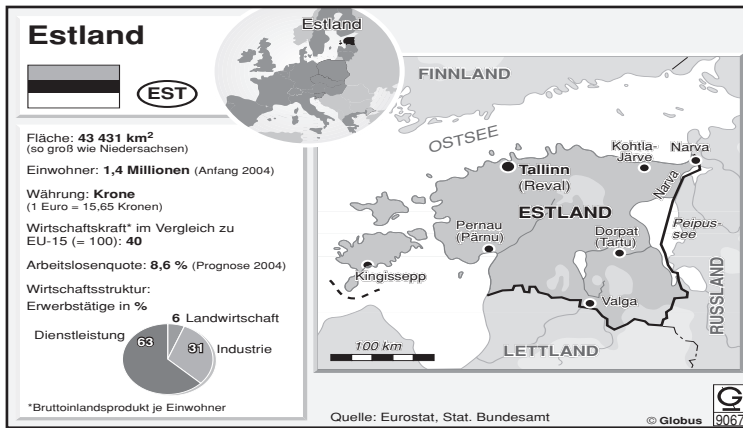 Estland
EST
Fläche: 43 431 km²
(so groß wie Niedersachsen)
Einwohner: 1,4 Millionen (Anfang 2004)
Währung: Krone
(1 Euro = 15,65 Kronen)
Wirtschaftskraft* im Vergleich zu
EU-15 (= 100): 40
Arbeitslosenquote: 8,6 % (Prognose 2004)
Wirtschaftsstruktur:
Erwerbstätige in %
6 Landwirtschaft
Dienstleistung
63
31 Industrie
*Bruttoinlandsprodukt je Einwohner
Estland
FINNLAND
OSTSEE
Tallinn
(Reval)
Kohtla-
Järve
Narva
Narva
ESTLAND
Pernau
(Pärnu)
Dorpat
(Tartu)
Peipus-
see
Kingissepp
Valga
RUSSLAND
LETTLAND
100 km
Quelle: Eurostat, Stat. Bundesamt
© Globus
G
9067